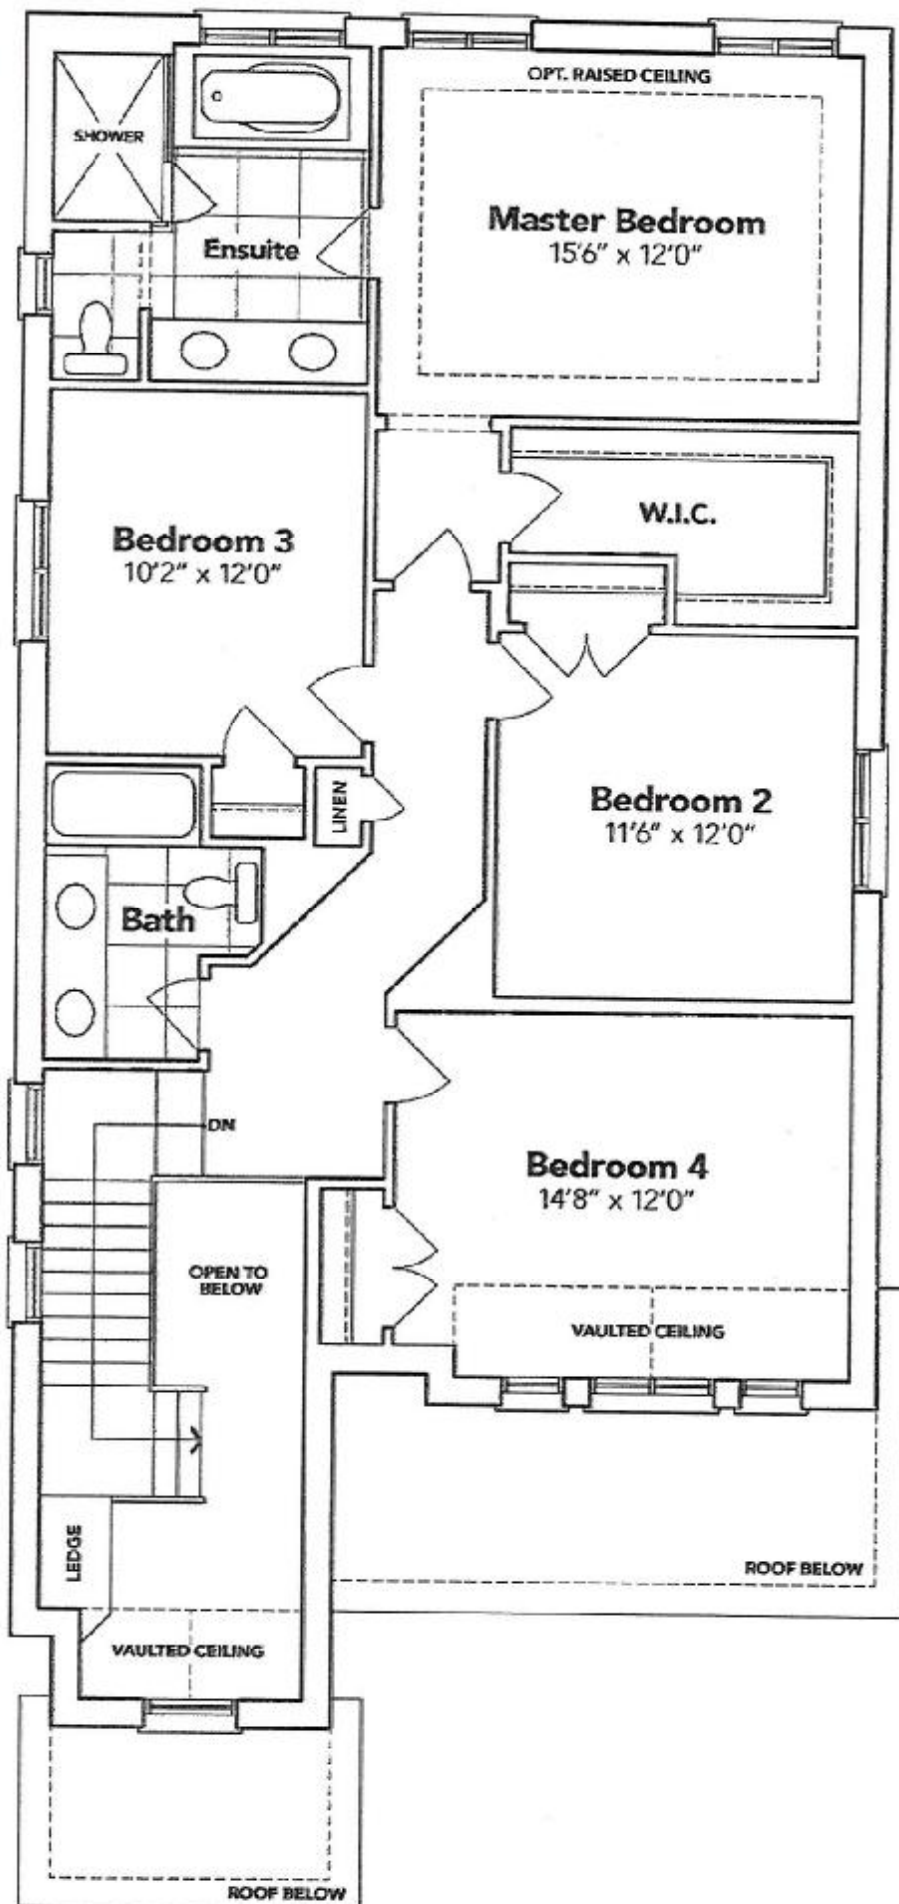 OPT. RAISED CEILING
SHOWER
Master Bedroom
15'6" x 12'0"
Ensuite
W.I.C.
Bedroom 3
10'2" x 12'0"
Bedroom 2
11'6" x 12'0"
LINEN
Bath
DN
Bedroom 4
14'8" x 12'0"
OPEN TO
BELOW
VAULTED CEILING
LEDGE
ROOF BELOW
VAULTED CEILING
ROOF BELOW